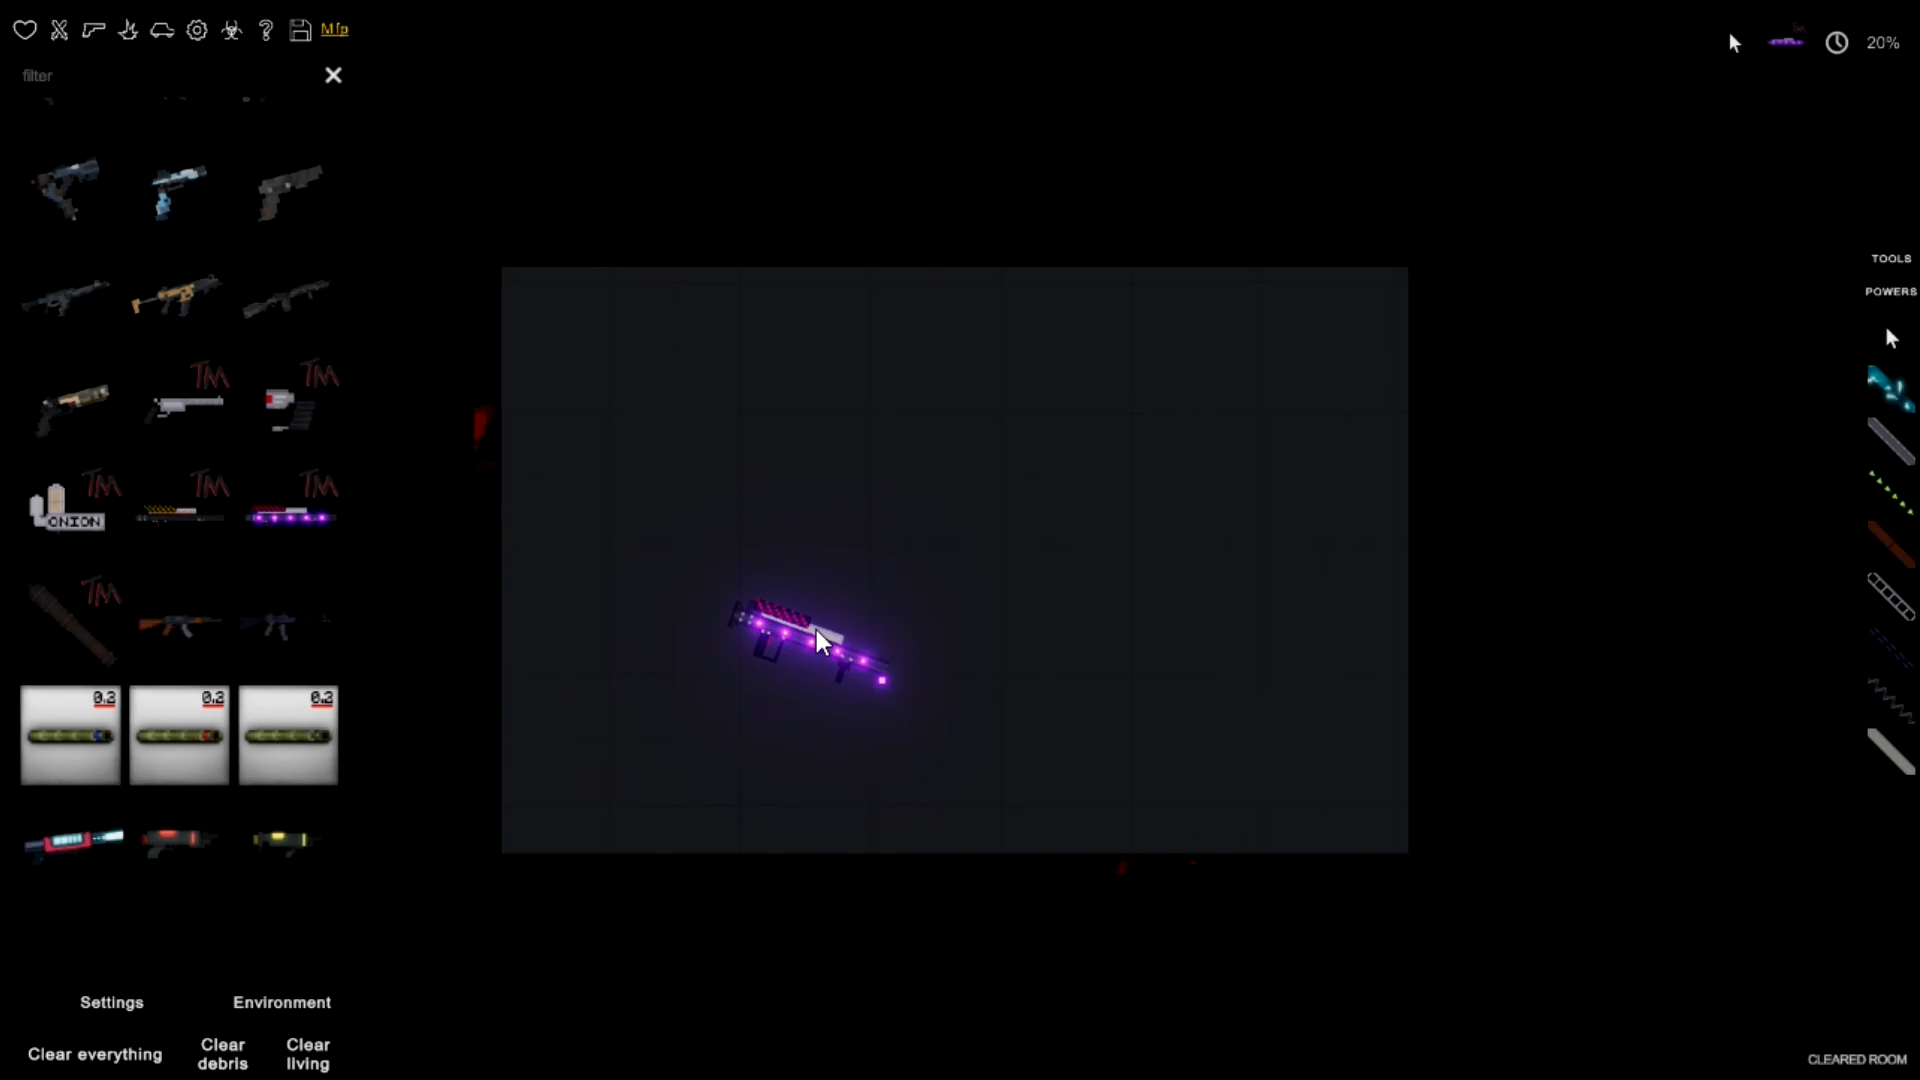 Mfp
filter
20%
TOOLS
POWERS
TM
TM
TM
TM
TM
ONION
TM
0.2
0.2
0.2
Settings
Environment
Clear everything
Clear debris
Clear living
CLEARED ROOM